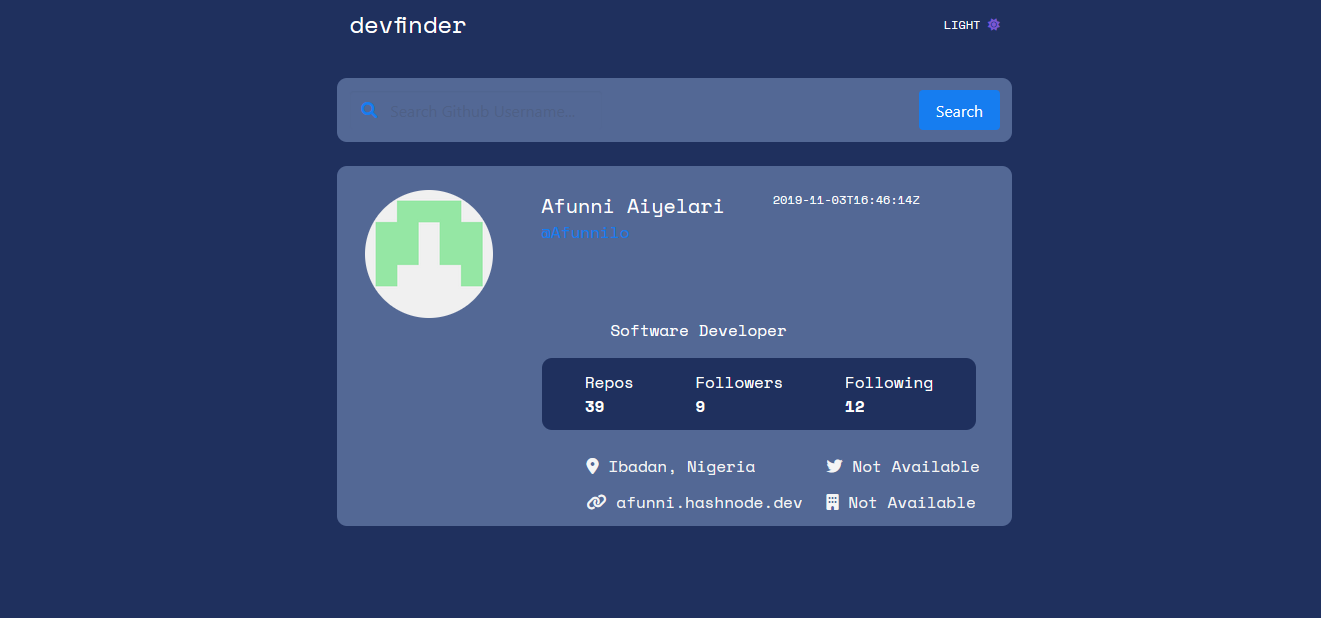 devfinder
LIGHT
Search Github Username...
Search
Afunni Aiyelari
2019-11-03T16:46:14Z
@Afunnilo
Software Developer
Repos Followers Following
39 9 12
Ibadan, Nigeria Not Available
afunni.hashnode.dev Not Available